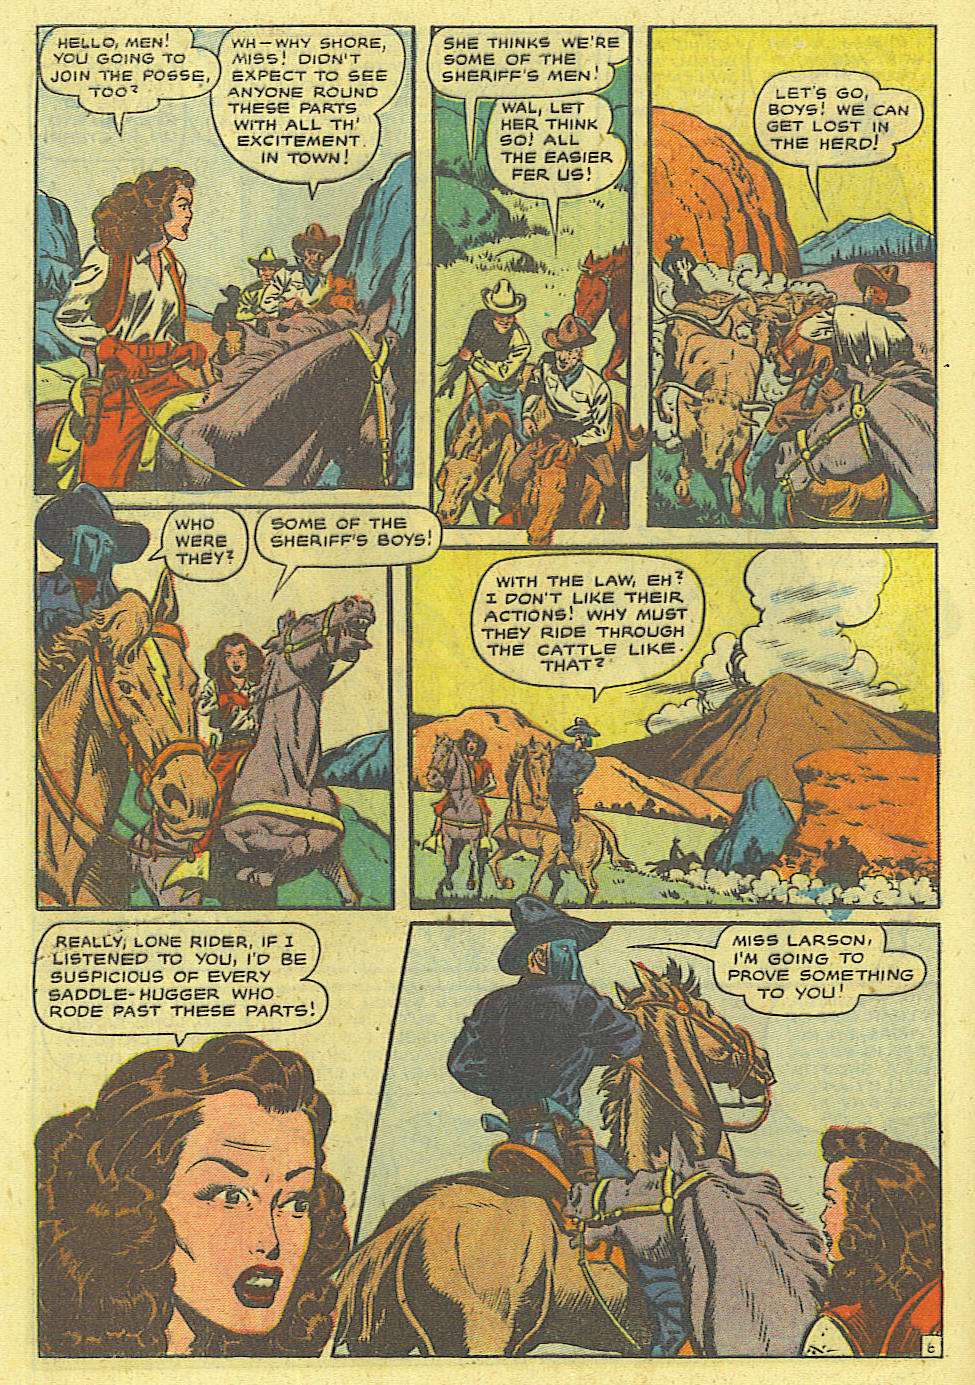 HELLO, MEN!
YOU GOING TO
JOIN THE POSSE,
TOO?
WH—WHY SHORE,
MISS! DIDN'T
EXPECT TO SEE
ANYONE ROUND
THESE PARTS
WITH ALL TH'
EXCITEMENT
IN TOWN!
SHE THINKS WE'RE
SOME OF THE
SHERIFF'S MEN!
WAL, LET
HER THINK
SO! ALL
THE EASIER
FER US!
LET'S GO,
BOYS! WE CAN
GET LOST IN
THE HERD!
WHO
WERE
THEY?
SOME OF THE
SHERIFF'S BOYS!
WITH THE LAW, EH?
I DON'T LIKE THEIR
ACTIONS! WHY MUST
THEY RIDE THROUGH
THE CATTLE LIKE
THAT?
REALLY, LONE RIDER, IF I
LISTENED TO YOU, I'D BE
SUSPICIOUS OF EVERY
SADDLE-HUGGER WHO
RODE PAST THESE PARTS!
MISS LARSON,
I'M GOING TO
PROVE SOMETHING
TO YOU!
6